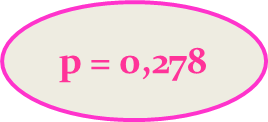 p = 0,278